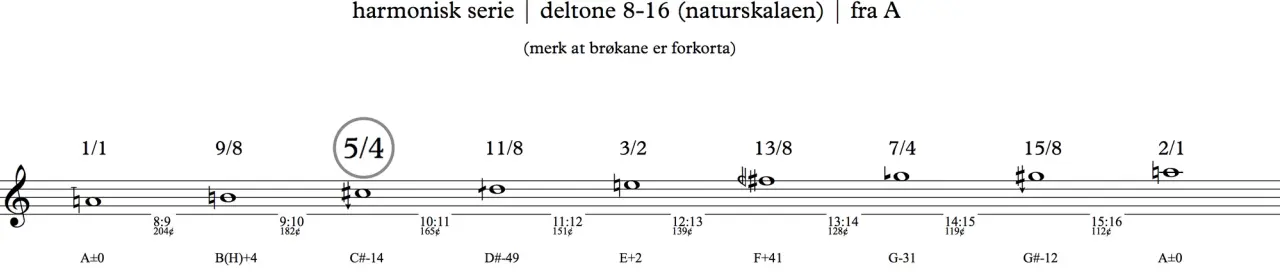 harmonisk serie | deltone 8-16 (naturskalaen) | fra A
(merk at brøkane er forkorta)
1/1 9/8 5/4 11/8 3/2 13/8 7/4 15/8 2/1
8:9 9:10 10:11 11:12 12:13 13:14 14:15 15:16
204¢ 182¢ 165¢ 151¢ 139¢ 128¢ 119¢ 112¢
A±0 B(H)+4 C#-14 D#-49 E+2 F+41 G-31 G#-12 A±0